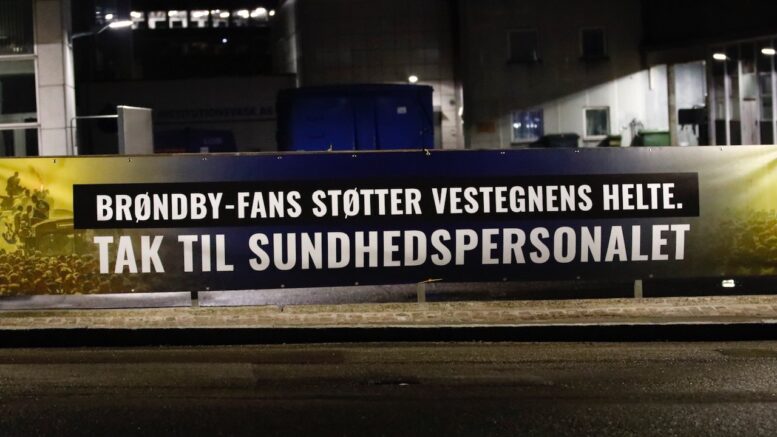 BRØNDBY-FANS STØTTER VESTEGNENS HELTE.
TAK TIL SUNDHEDSPERSONALET